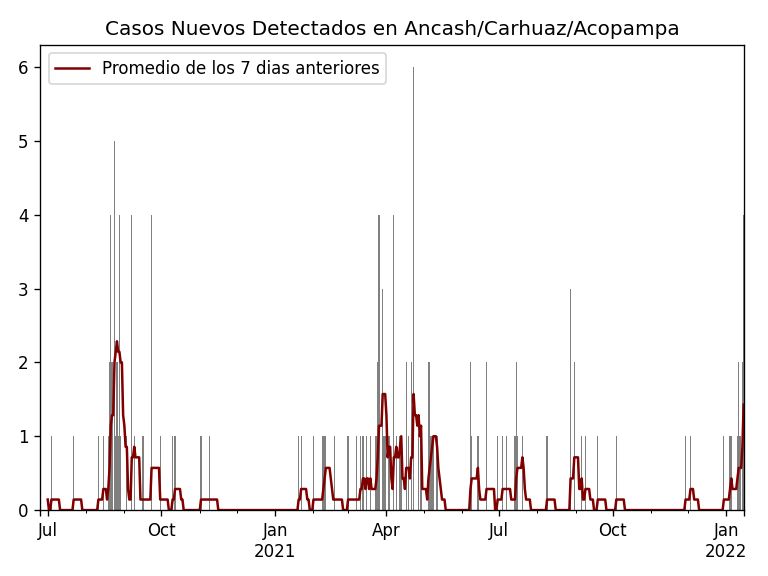 Casos Nuevos Detectados en Ancash/Carhuaz/Acopampa
Promedio de los 7 dias anteriores
6
5
4
3
2
1
0
Jul Oct Jan Apr Jul Oct Jan
2021 2022